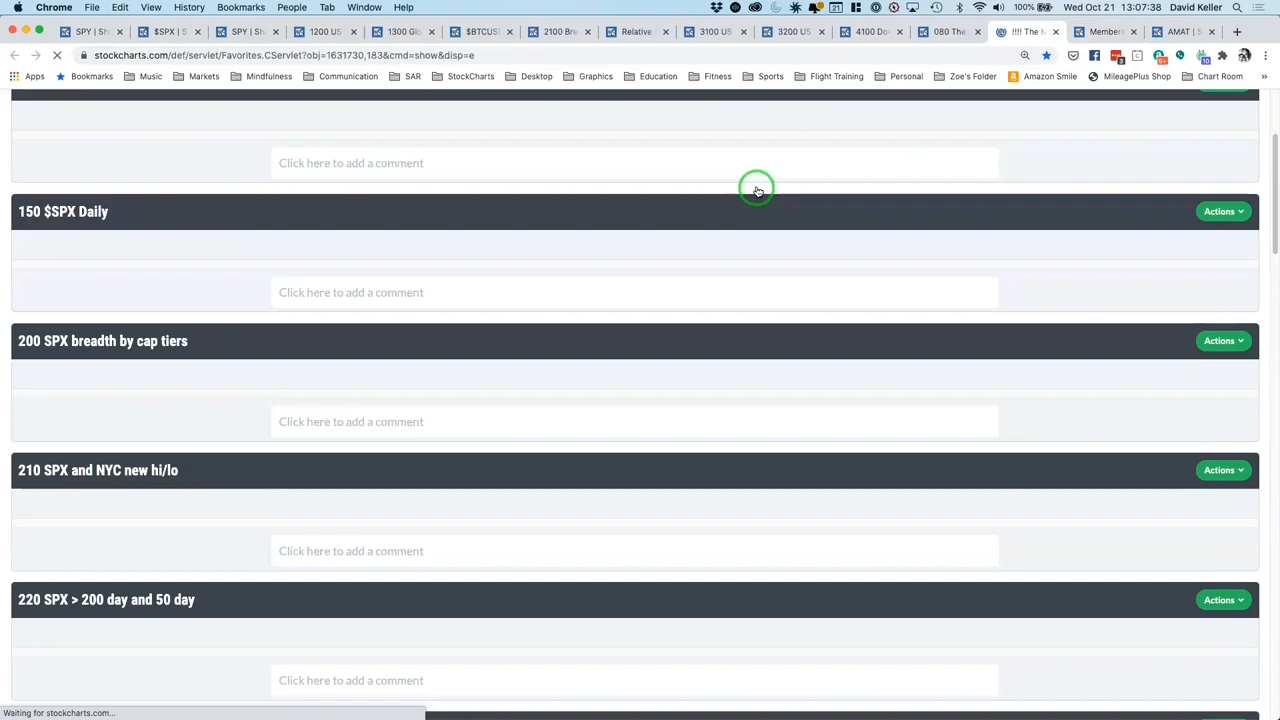 Chrome File Edit View History Bookmarks People Tab Window Help 21 100% Wed Oct 21 13:07:38 David Keller
SPY | Sh $SPX | S SPY | Sh 1200 US 1300 Glo $BTCUSI 2100 Bre Relative 3100 US 3200 US 4100 Do 080 The !!!! The M Member AMAT | S
stockcharts.com/def/servlet/Favorites.CServlet?obj=1631730,183&cmd=show&disp=e
Apps Bookmarks Music Markets Mindfulness Communication SAR StockCharts Desktop Graphics Education Fitness Sports Flight Training Personal Zoe's Folder Amazon Smile MileagePlus Shop Chart Room »
Click here to add a comment
150 $SPX Daily Actions
Click here to add a comment
200 SPX breadth by cap tiers Actions
Click here to add a comment
210 SPX and NYC new hi/lo Actions
Click here to add a comment
220 SPX > 200 day and 50 day Actions
Click here to add a comment
Waiting for stockcharts.com...